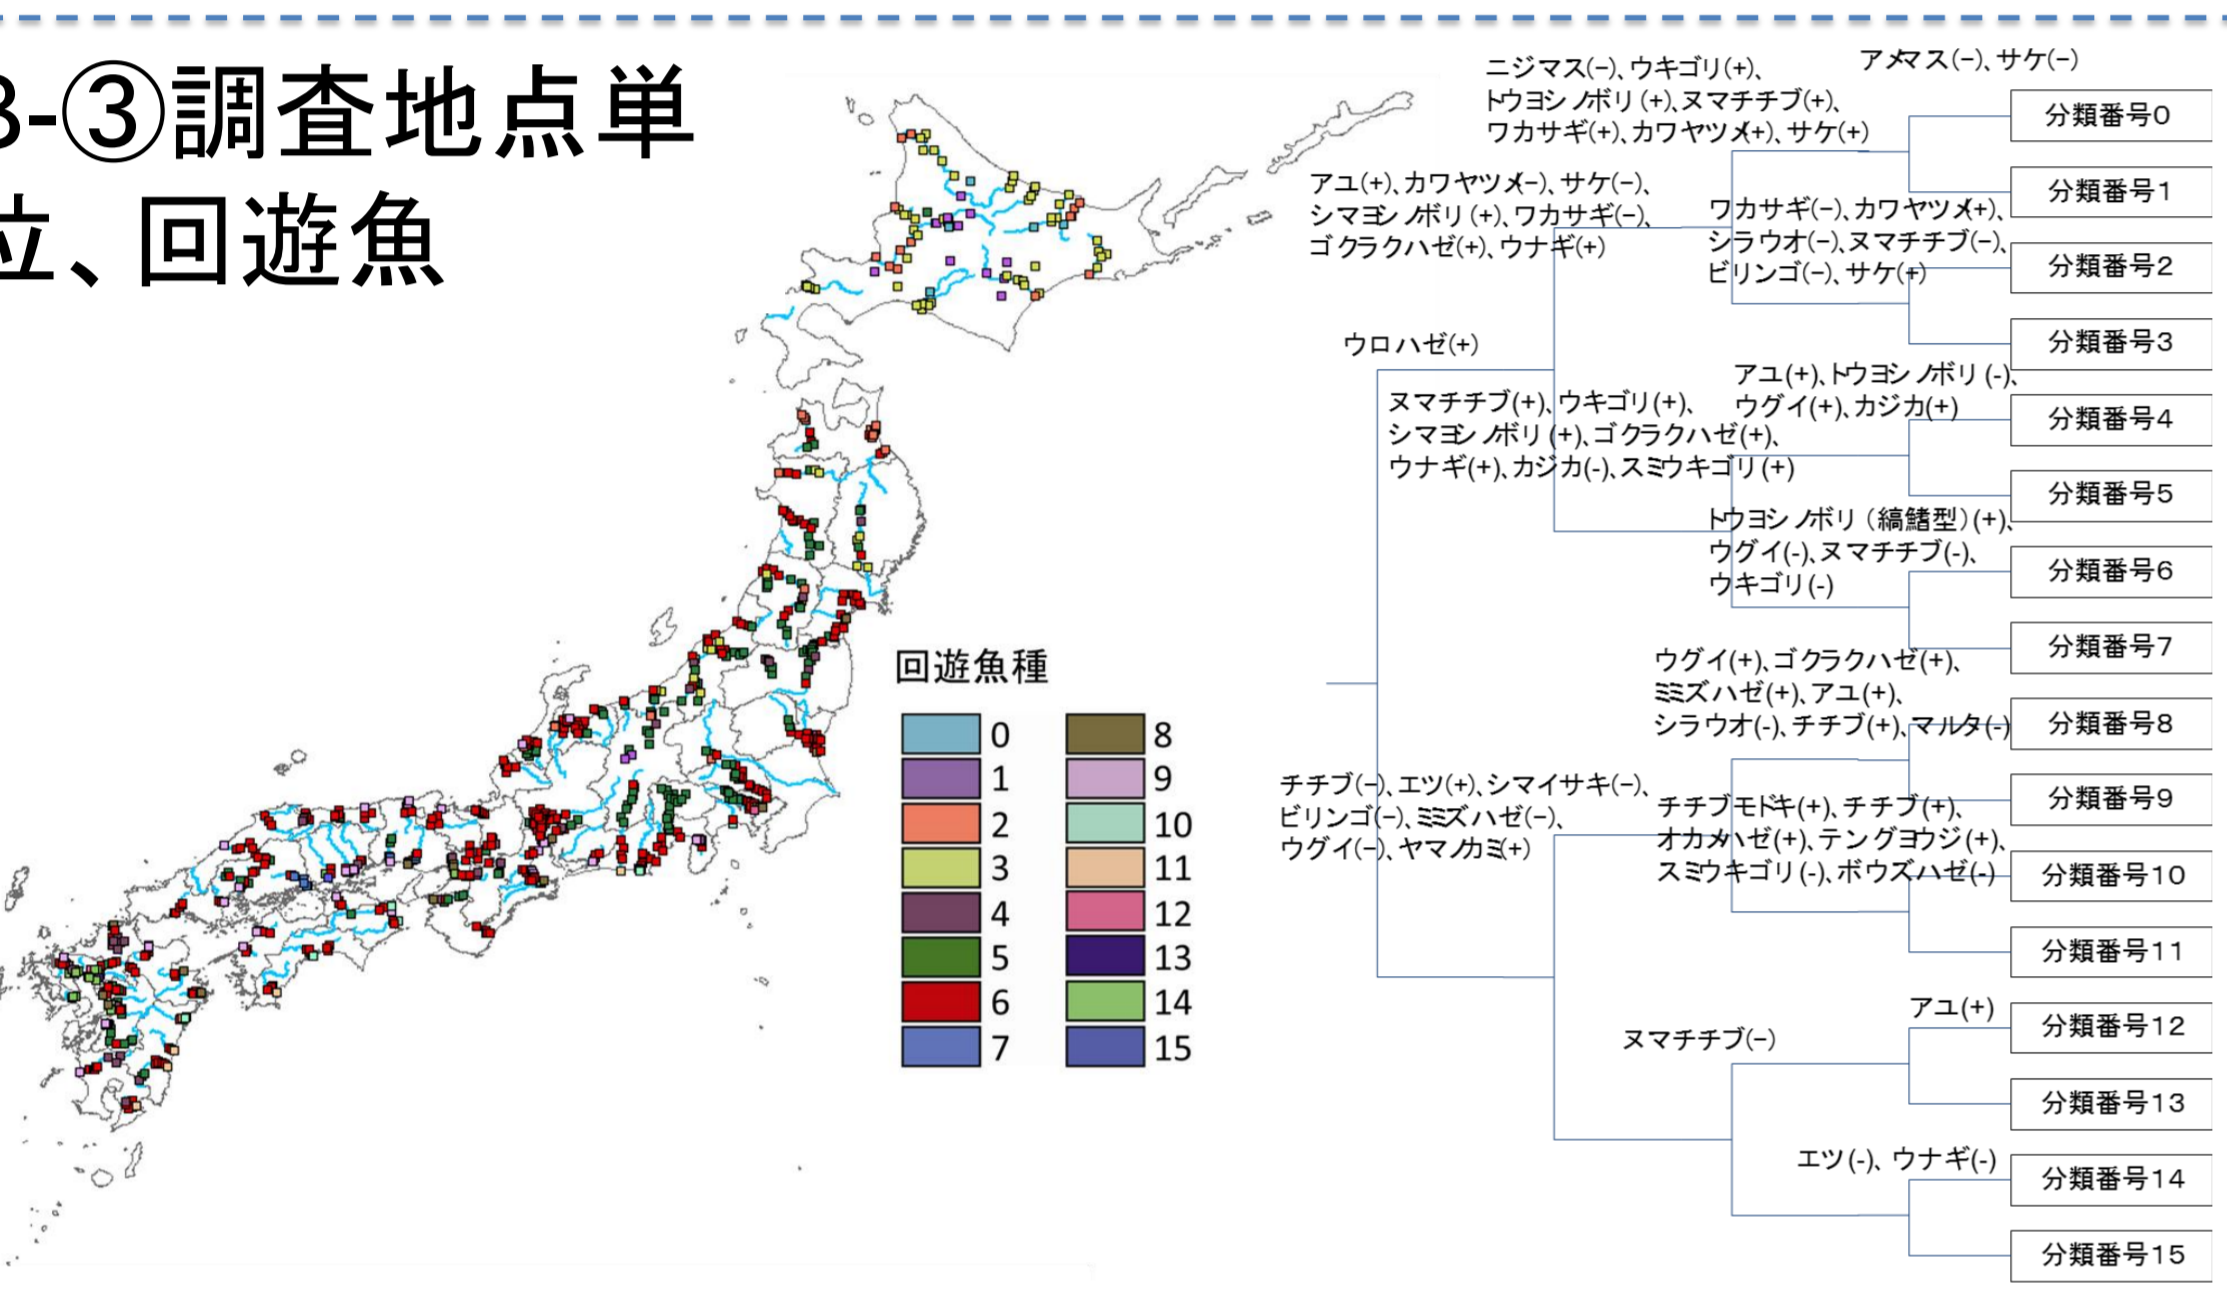 3-③調査地点単
位、回遊魚
回遊魚種
0
1
2
3
4
5
6
7
8
9
10
11
12
13
14
15
アメマス(-)、サケ(-)
ニジマス(-)、ウキゴリ(+)、
トウヨシノボリ(+)、ヌマチチブ(+)、
ワカサギ(+)、カワヤツメ(+)、サケ(+)
アユ(+)、カワヤツメ(-)、サケ(-)、
シマヨシノボリ(+)、ワカサギ(-)、
ゴクラクハゼ(+)、ウナギ(+)
ワカサギ(-)、カワヤツメ(+)、
シラウオ(-)、ヌマチチブ(-)、
ビリンゴ(-)、サケ(+)
ウロハゼ(+)
アユ(+)、トウヨシノボリ(-)、
ウグイ(+)、カジカ(+)
ヌマチチブ(+)、ウキゴリ(+)、
シマヨシノボリ(+)、ゴクラクハゼ(+)、
ウナギ(+)、カジカ(-)、スミウキゴリ(+)
トウヨシノボリ（縞鰭型）(+)、
ウグイ(-)、ヌマチチブ(-)、
ウキゴリ(-)
ウグイ(+)、ゴクラクハゼ(+)、
ミミズハゼ(+)、アユ(+)、
シラウオ(-)、チチブ(+)、マルタ(-)
チチブ(-)、エツ(+)、シマイサキ(-)、
ビリンゴ(-)、ミミズハゼ(-)、
ウグイ(-)、ヤマノカミ(+)
チチブモドキ(+)、チチブ(+)、
オカメハゼ(+)、テングヨウジ(+)、
スミウキゴリ(-)、ボウズハゼ(-)
アユ(+)
ヌマチチブ(-)
エツ(-)、ウナギ(-)
分類番号0
分類番号1
分類番号2
分類番号3
分類番号4
分類番号5
分類番号6
分類番号7
分類番号8
分類番号9
分類番号10
分類番号11
分類番号12
分類番号13
分類番号14
分類番号15